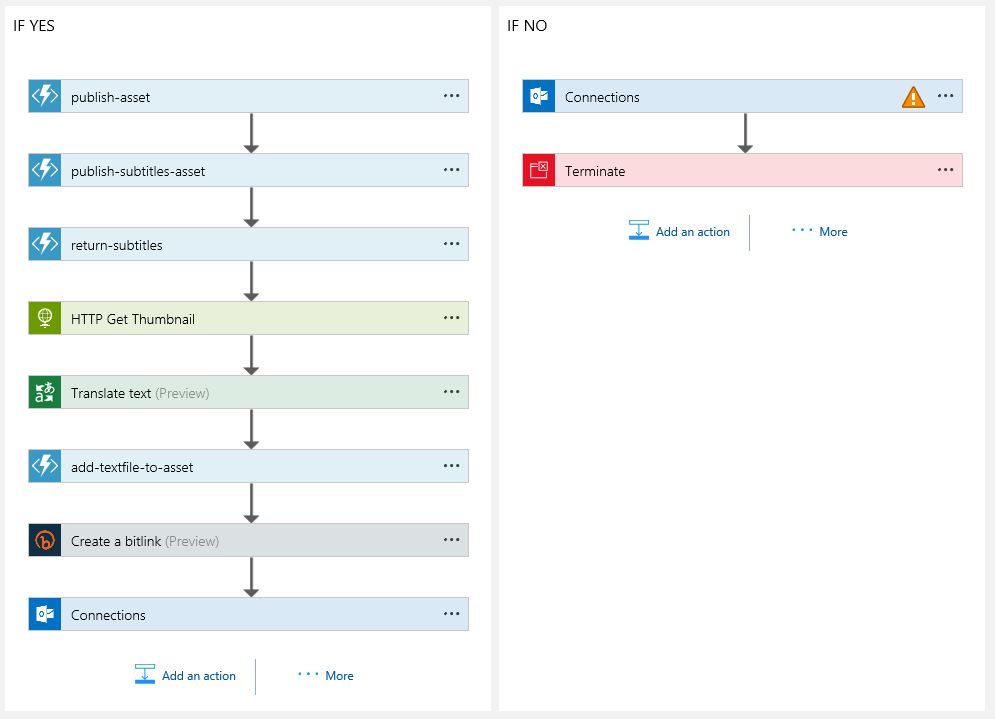 IF YES
publish-asset
publish-subtitles-asset
return-subtitles
HTTP Get Thumbnail
Translate text (Preview)
add-textfile-to-asset
Create a bitlink (Preview)
Connections
Add an action
More
IF NO
Connections
Terminate
Add an action
More